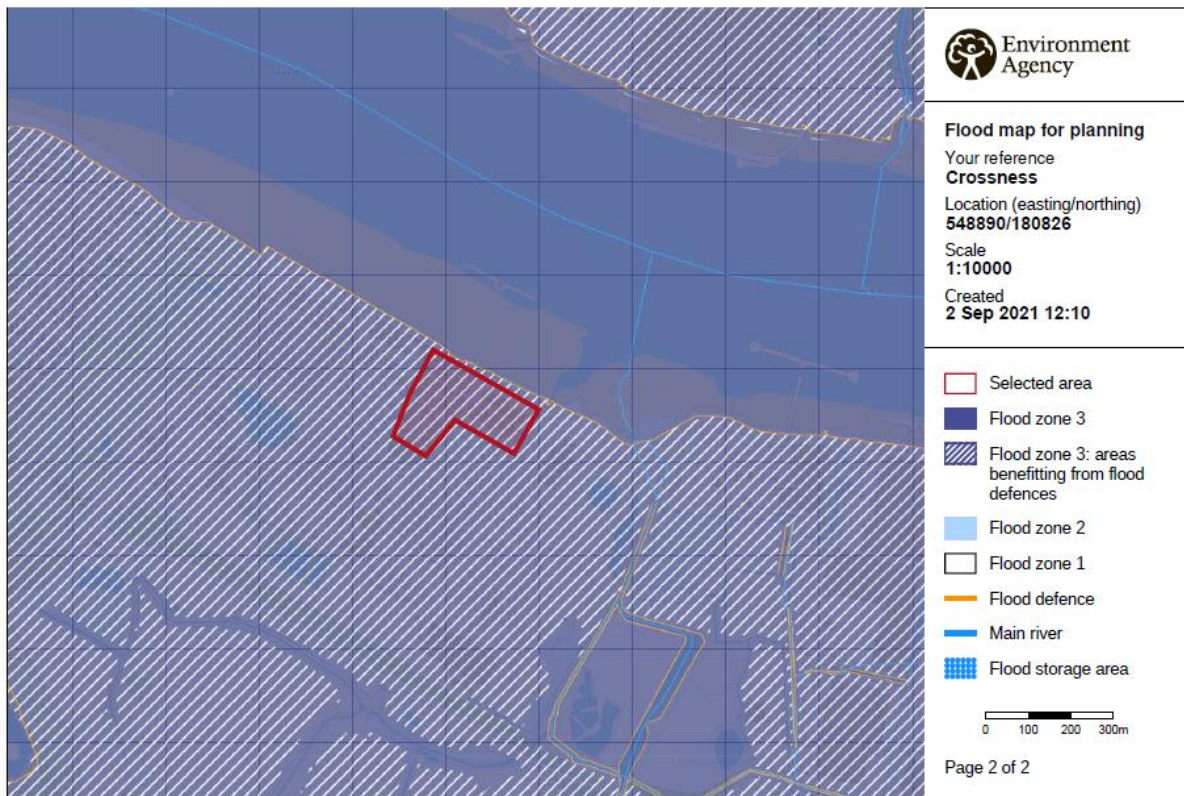 Environment
Agency
Flood map for planning
Your reference
Crossness
Location (easting/northing)
548890/180826
Scale
1:10000
Created
2 Sep 2021 12:10
Selected area
Flood zone 3
Flood zone 3: areas
benefitting from flood
defences
Flood zone 2
Flood zone 1
Flood defence
Main river
Flood storage area
0 100 200 300m
Page 2 of 2